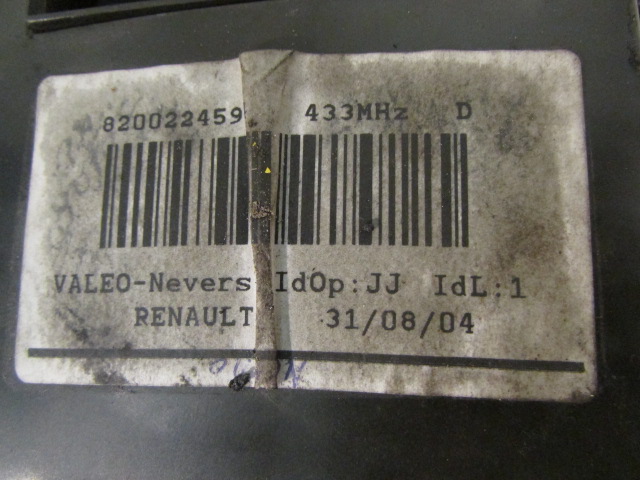 820022459 433MHz D
VALEO-Nevers IdOp:JJ IdL:1
RENAULT 31/08/04